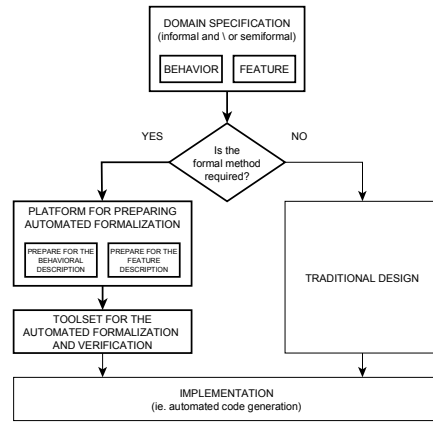 DOMAIN SPECIFICATION
(informal and \ or semiformal)
BEHAVIOR
FEATURE
YES
NO
Is the
formal method
required?
PLATFORM FOR PREPARING
AUTOMATED FORMALIZATION
PREPARE FOR THE
BEHAVIORAL
DESCRIPTION
PREPARE FOR THE
FEATURE
DESCRIPTION
TRADITIONAL DESIGN
TOOLSET FOR THE
AUTOMATED FORMALIZATION
AND VERIFICATION
IMPLEMENTATION
(ie. automated code generation)